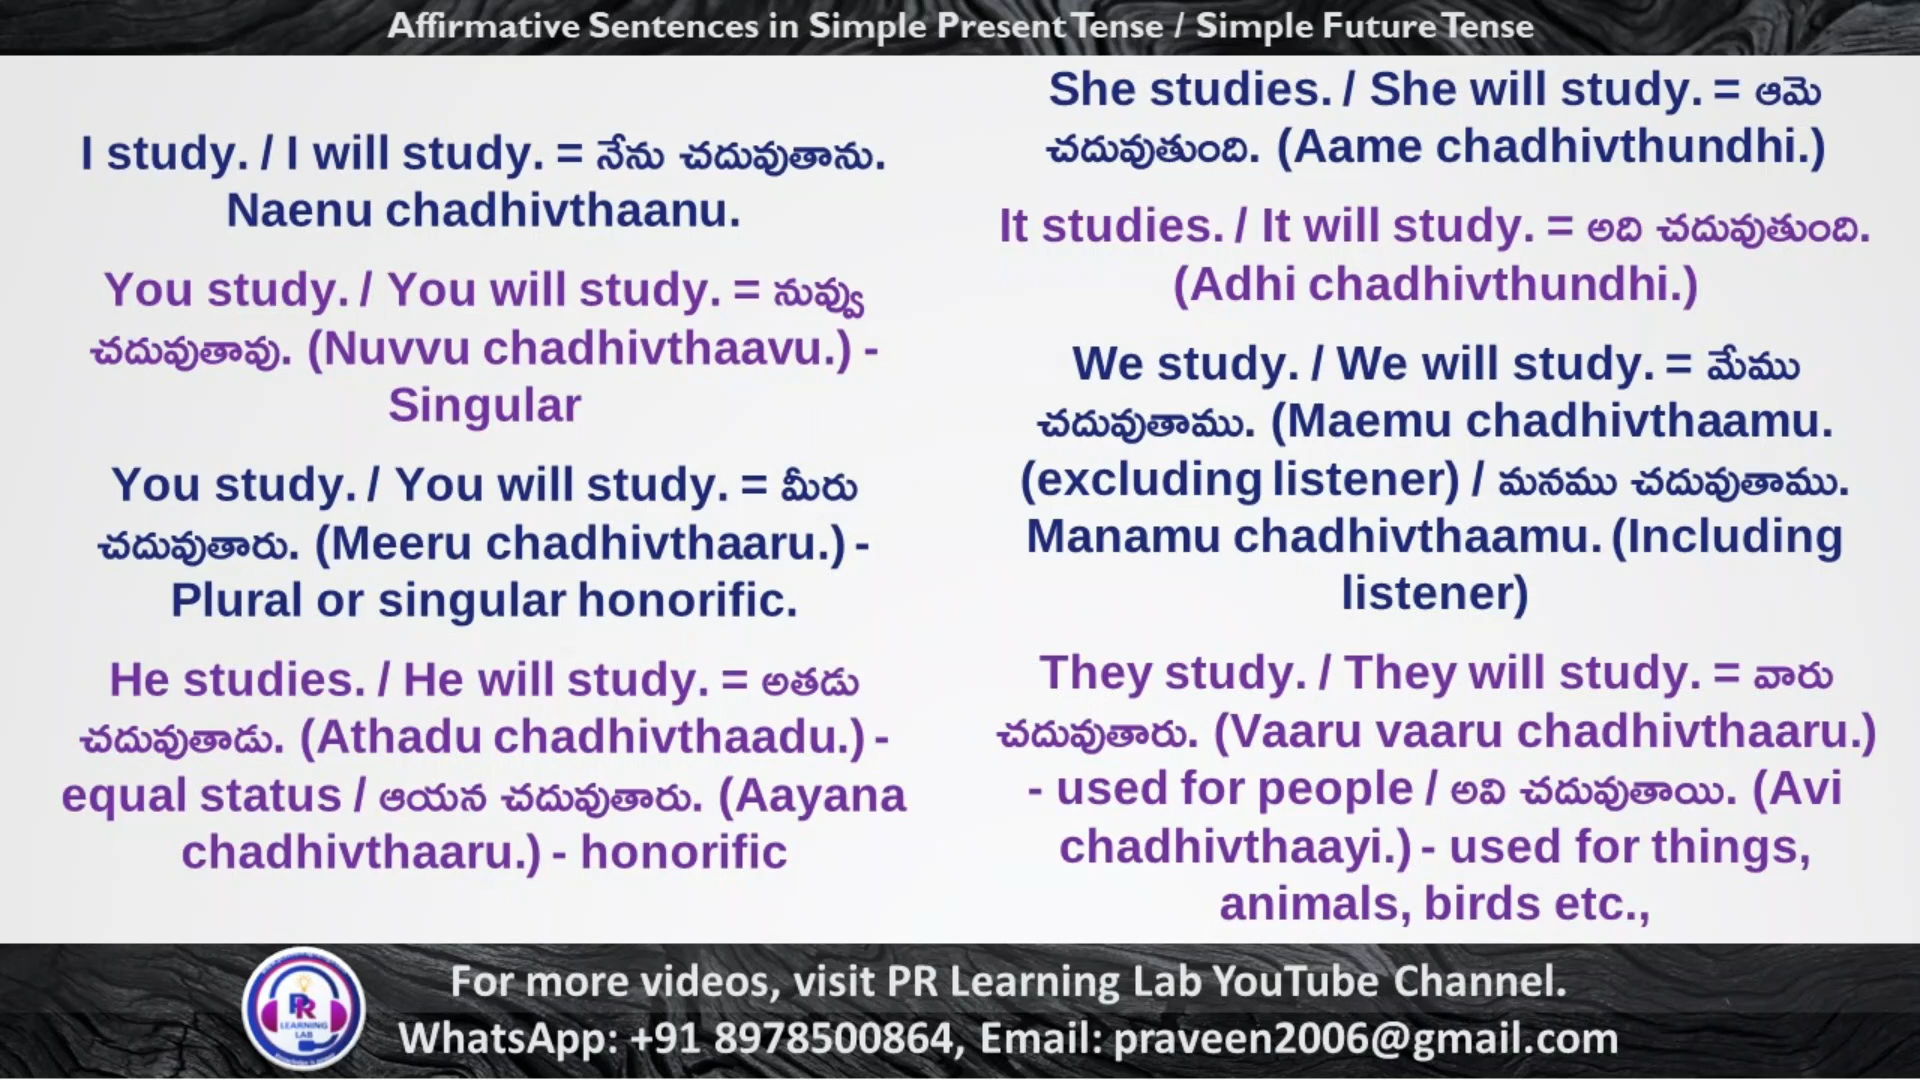 Affirmative Sentences in Simple Present Tense / Simple Future Tense
I study. / I will study. = నేను చదువుతాను.
Naenu chadhivthaanu.
You study. / You will study. = నువ్వు
చదువుతావు. (Nuvvu chadhivthaavu.) -
Singular
You study. / You will study. = మీరు
చదువుతారు. (Meeru chadhivthaaru.) -
Plural or singular honorific.
He studies. / He will study. = అతడు
చదువుతాడు. (Athadu chadhivthaadu.) -
equal status / ఆయన చదువుతారు. (Aayana
chadhivthaaru.) - honorific
She studies. / She will study. = ఆమె
చదువుతుంది. (Aame chadhivthundhi.)
It studies. / It will study. = అది చదువుతుంది.
(Adhi chadhivthundhi.)
We study. / We will study. = మేము
చదువుతాము. (Maemu chadhivthaamu.
(excluding listener) / మనము చదువుతాము.
Manamu chadhivthaamu. (Including
listener)
They study. / They will study. = వారు
చదువుతారు. (Vaaru vaaru chadhivthaaru.)
- used for people / అవి చదువుతాయి. (Avi
chadhivthaayi.) - used for things,
animals, birds etc.,
PR
LEARNING
LAB
For more videos, visit PR Learning Lab YouTube Channel.
WhatsApp: +91 8978500864, Email: praveen2006@gmail.com